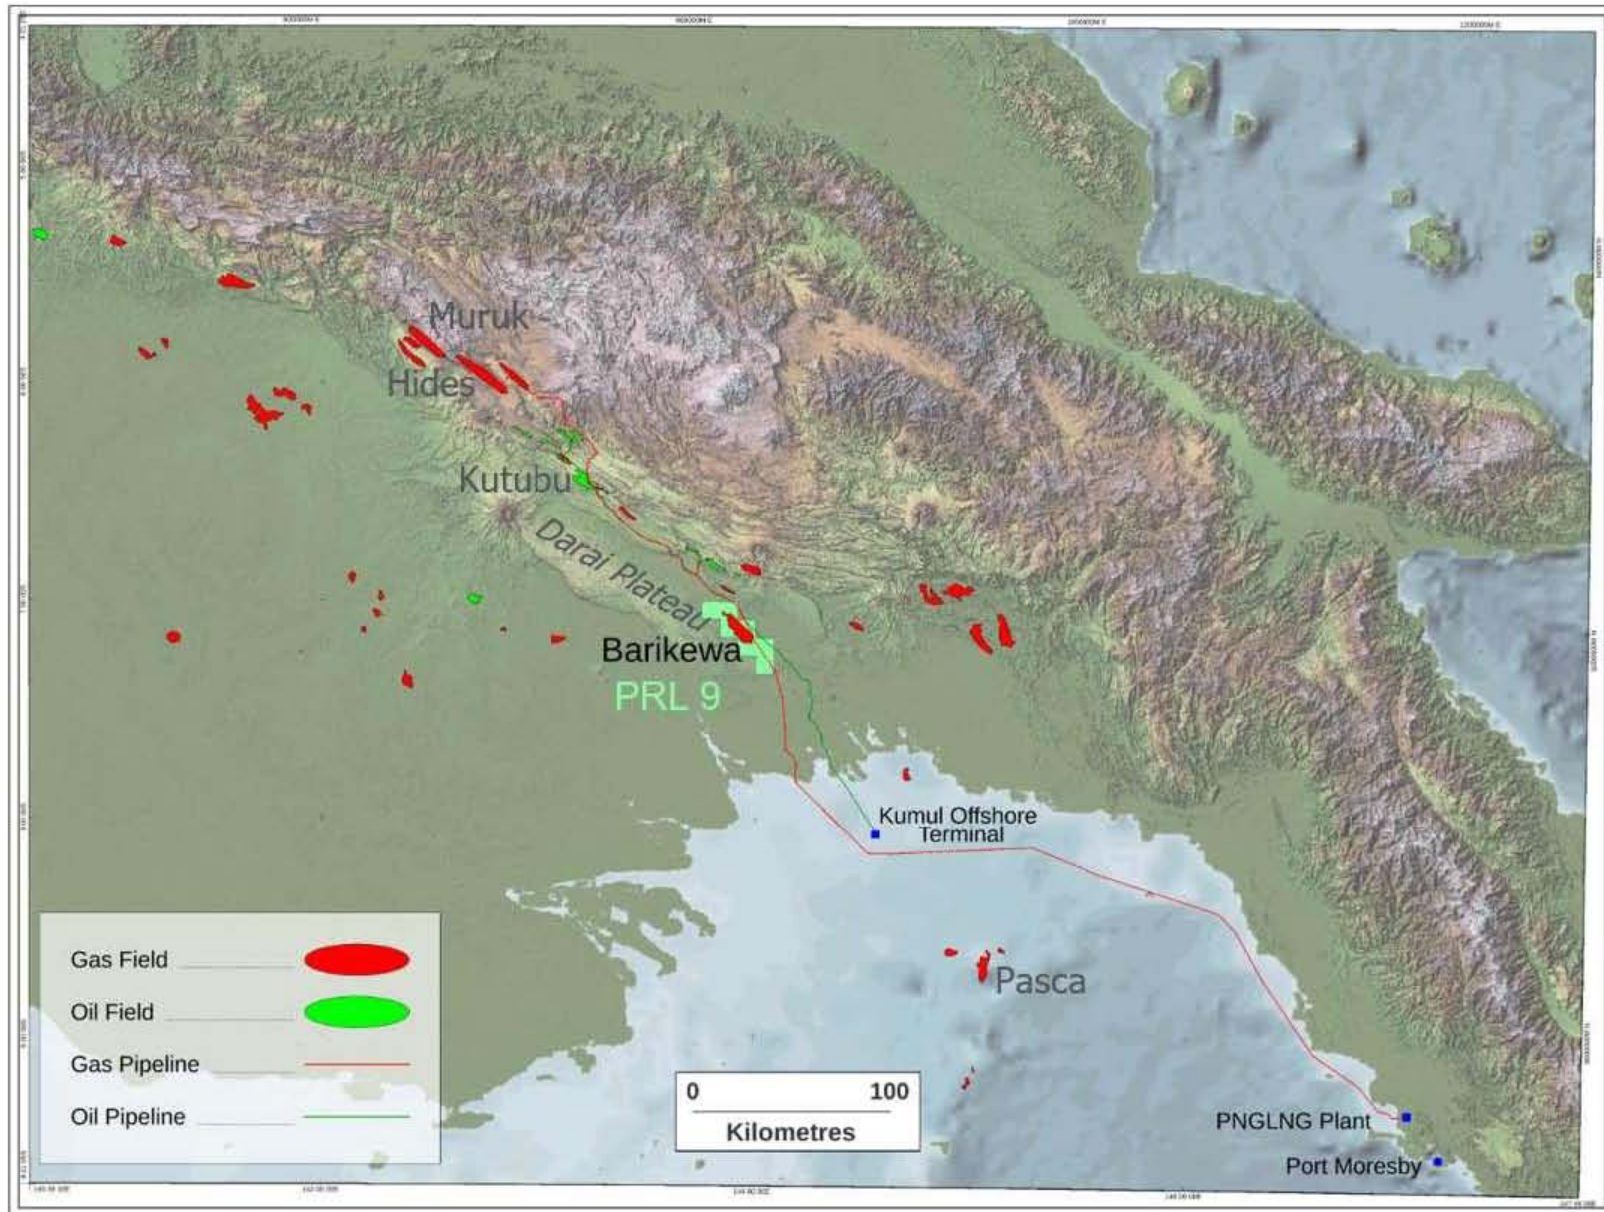 Muruk
Hides
Kutubu
Darai Plateau
Barikewa
PRL 9
Kumul Offshore
Terminal
Pasca
Gas Field
Oil Field
Gas Pipeline
Oil Pipeline
0 100
Kilometres
PNGLNG Plant
Port Moresby